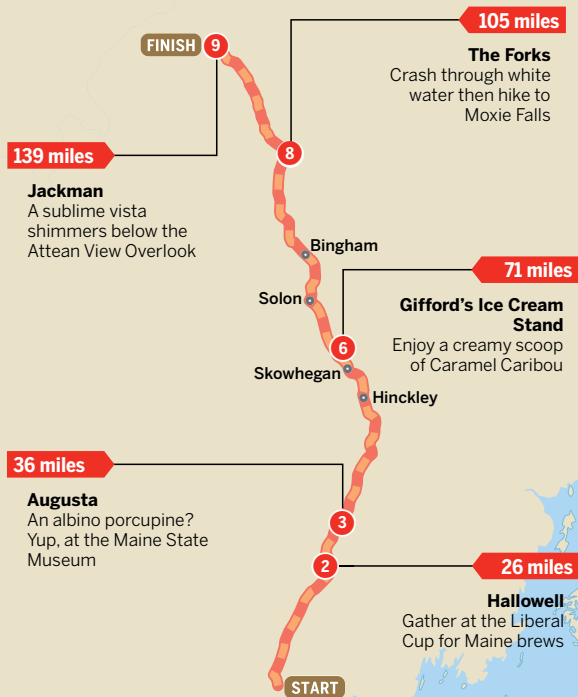 105 miles
The Forks
Crash through white
water then hike to
Moxie Falls
FINISH
9
8
139 miles
Jackman
A sublime vista
shimmers below the
Attean View Overlook
Bingham
71 miles
Solon
Gifford’s Ice Cream
Stand
Enjoy a creamy scoop
of Caramel Caribou
6
Skowhegan
Hinckley
36 miles
Augusta
An albino porcupine?
Yup, at the Maine State
Museum
3
2
26 miles
Hallowell
Gather at the Liberal
Cup for Maine brews
START